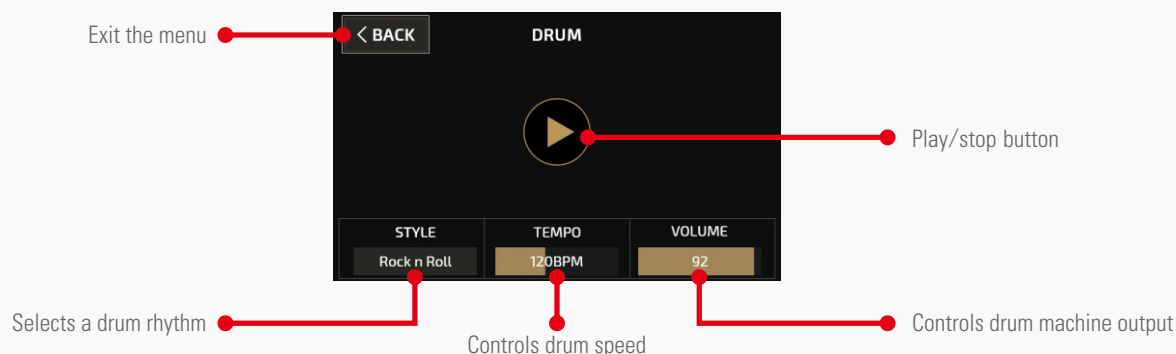 Exit the menu
BACK
DRUM
Play/stop button
STYLE
TEMPO
VOLUME
Rock n Roll
120BPM
92
Selects a drum rhythm
Controls drum speed
Controls drum machine output